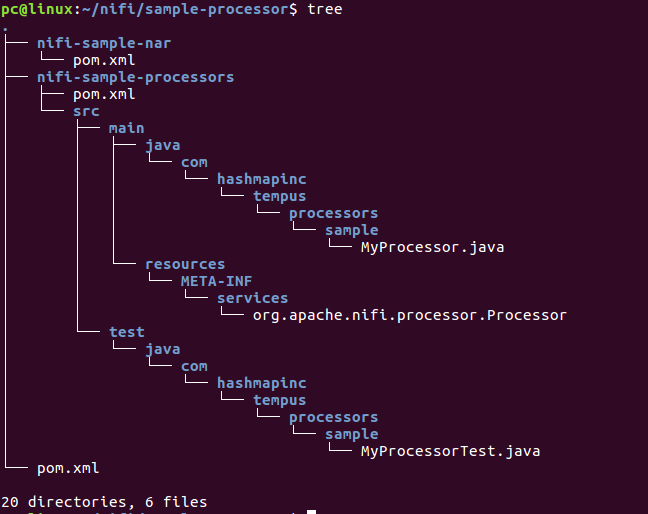 pc@linux:~/nifi/sample-processor$ tree
.
├── nifi-sample-nar
│   └── pom.xml
├── nifi-sample-processors
│   ├── pom.xml
│   └── src
│       ├── main
│       │   ├── java
│       │   │   └── com
│       │   │       └── hashmapinc
│       │   │           └── tempus
│       │   │               └── processors
│       │   │                   └── sample
│       │   │                       └── MyProcessor.java
│       │   └── resources
│       │       └── META-INF
│       │           └── services
│       │               └── org.apache.nifi.processor.Processor
│       └── test
│           └── java
│               └── com
│                   └── hashmapinc
│                       └── tempus
│                           └── processors
│                               └── sample
│                                   └── MyProcessorTest.java
└── pom.xml
20 directories, 6 files